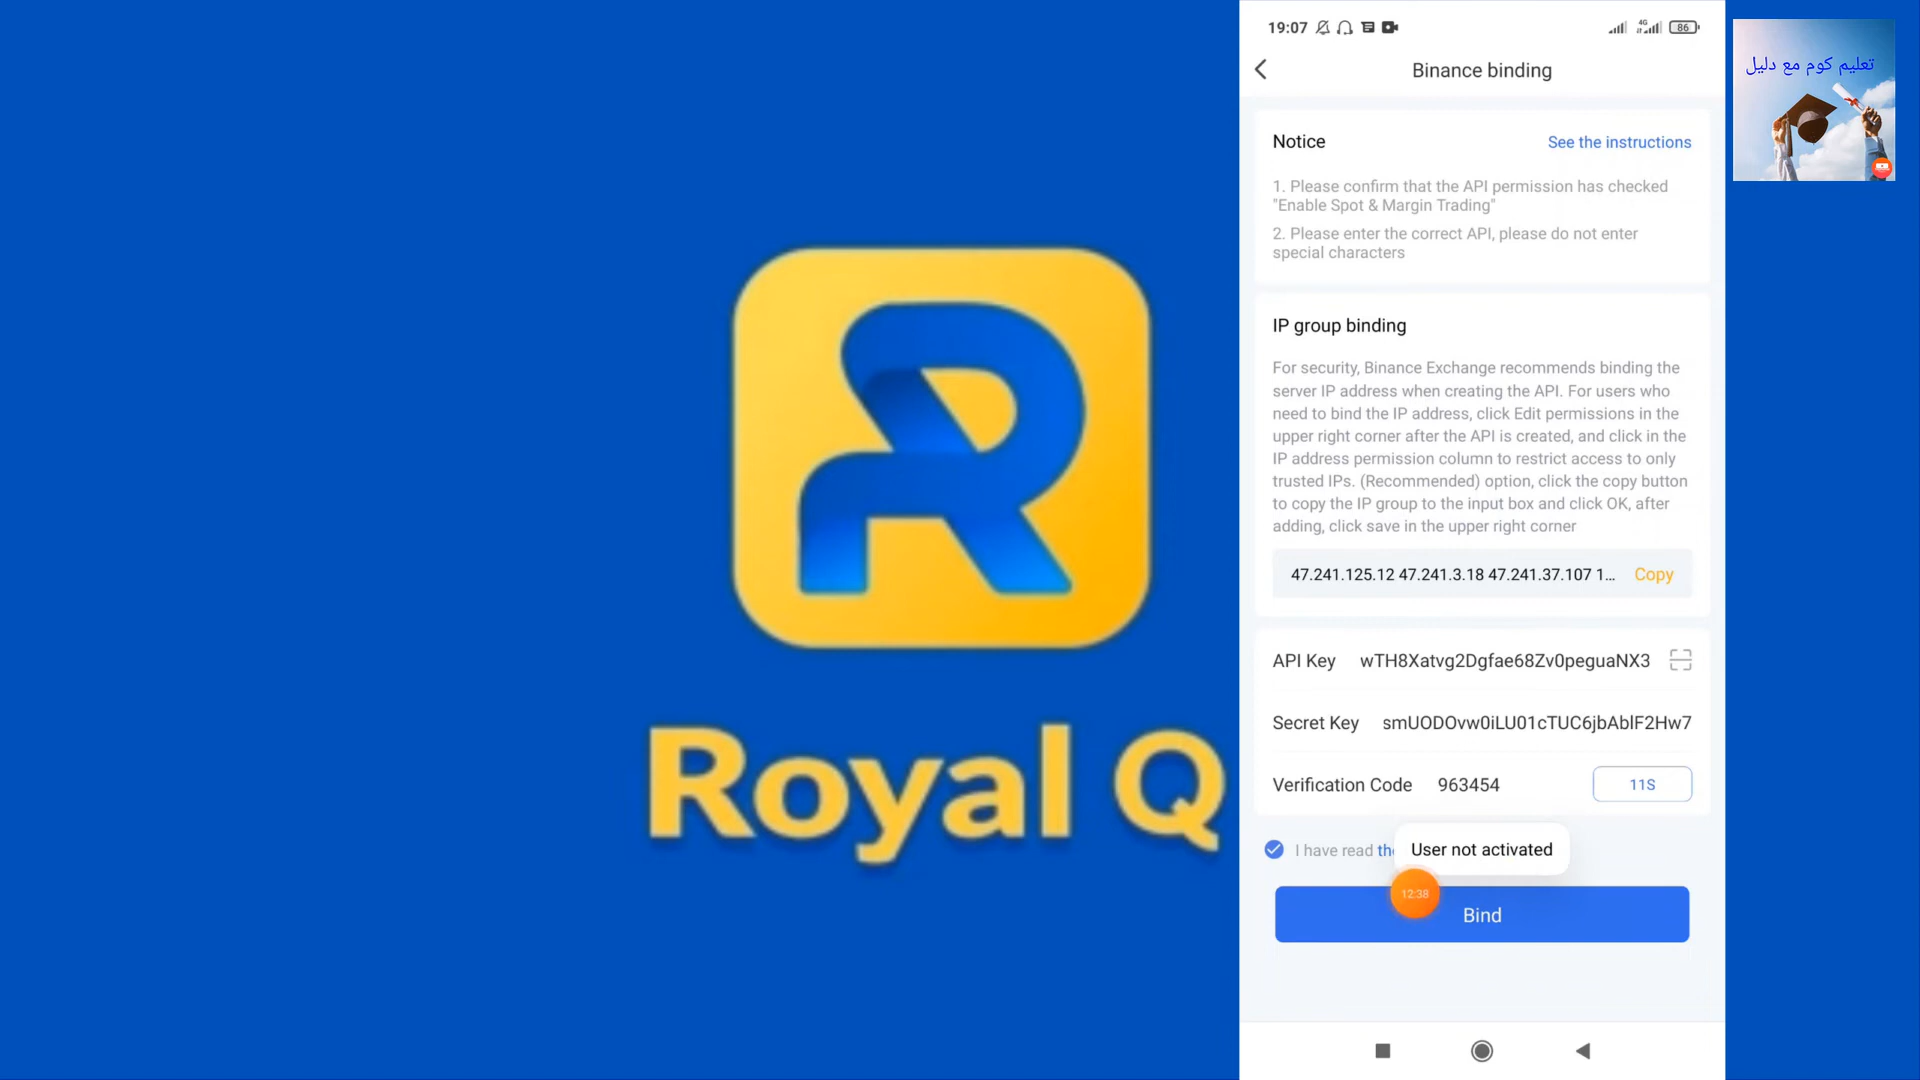 19:07
4G
86
Binance binding
تعليم كوم مع دليل
Notice
See the instructions
1. Please confirm that the API permission has checked
"Enable Spot & Margin Trading"
2. Please enter the correct API, please do not enter
special characters
IP group binding
For security, Binance Exchange recommends binding the
server IP address when creating the API. For users who
need to bind the IP address, click Edit permissions in the
upper right corner after the API is created, and click in the
IP address permission column to restrict access to only
trusted IPs. (Recommended) option, click the copy button
to copy the IP group to the input box and click OK, after
adding, click save in the upper right corner
47.241.125.12 47.241.3.18 47.241.37.107 1... Copy
API Key wTH8Xatvg2Dgfae68Zv0peguaNX3
Secret Key smUODOvw0iLU01cTUC6jbAblF2Hw7
Verification Code 963454 11S
I have read the
User not activated
12:38
Bind
Royal Q